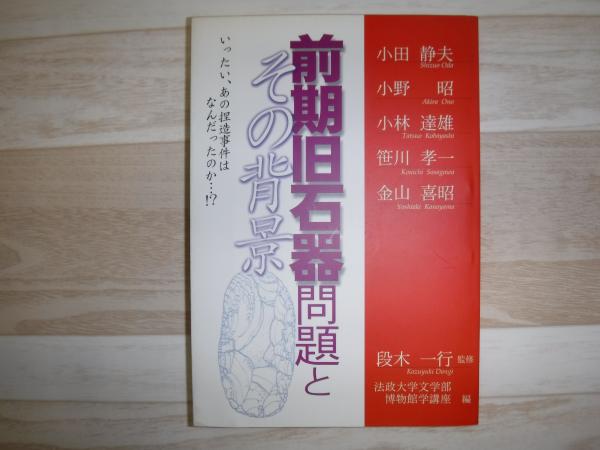 小田 静夫
Shizuo Oda
小野 昭
Akira Ono
小林 達雄
Tatsuo Kobayashi
笹川 孝一
Kouichi Sasagawa
金山 喜昭
Yoshiaki Kanayama
前期旧石器問題と
その背景
いったい、あの捏造事件は
なんだったのか…!?
段木 一行 監修
Kazuyuki Dangi
法政大学文学部
博物館学講座 編